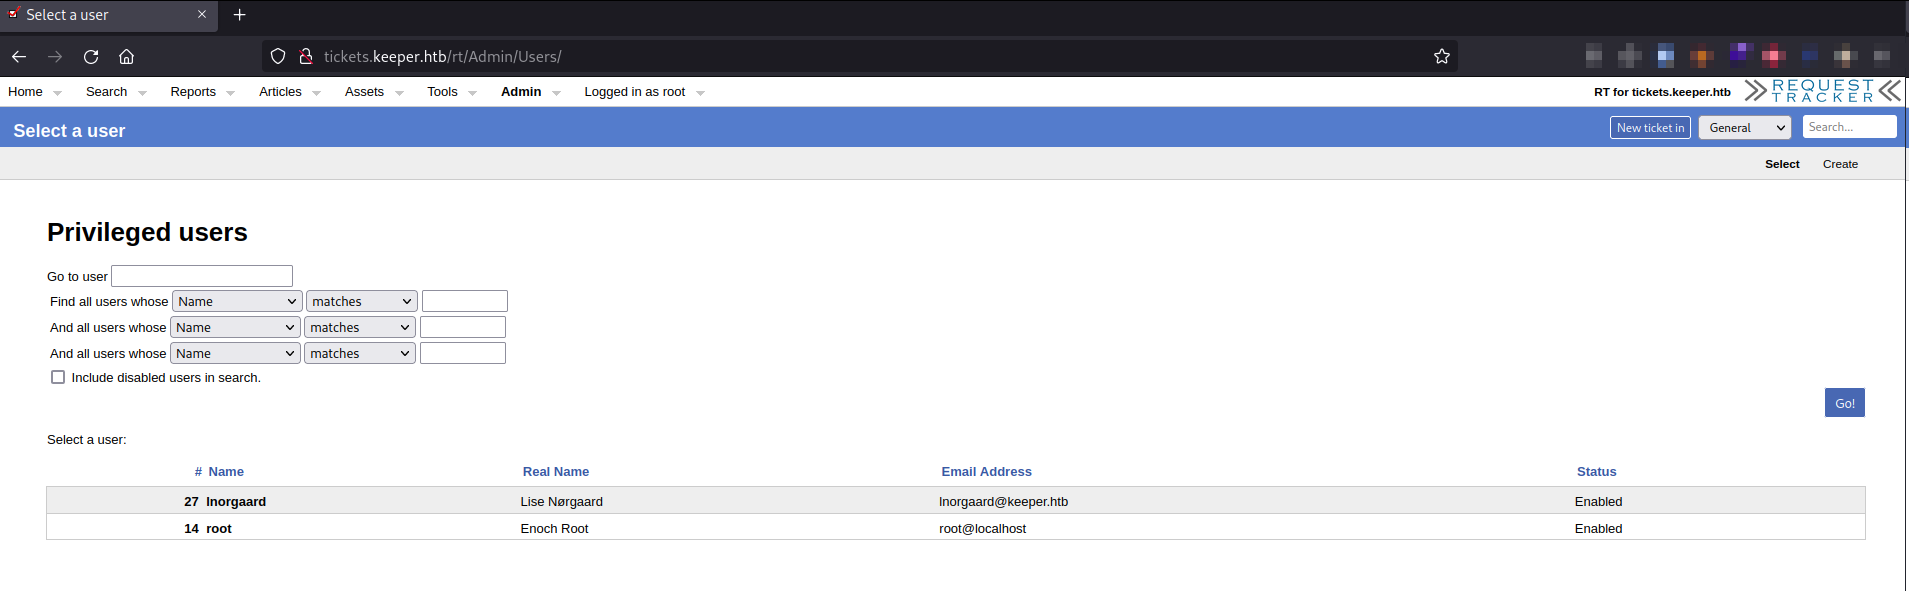 Select a user
tickets.keeper.htb/rt/Admin/Users/
Home Search Reports Articles Assets Tools Admin Logged in as root RT for tickets.keeper.htb REQUEST TRACKER
Select a user New ticket in General Search...
Select Create
Privileged users
Go to user
Find all users whose Name matches
And all users whose Name matches
And all users whose Name matches
Include disabled users in search.
Go!
Select a user:
# Name Real Name Email Address Status
27 lnorgaard Lise Nørgaard lnorgaard@keeper.htb Enabled
14 root Enoch Root root@localhost Enabled